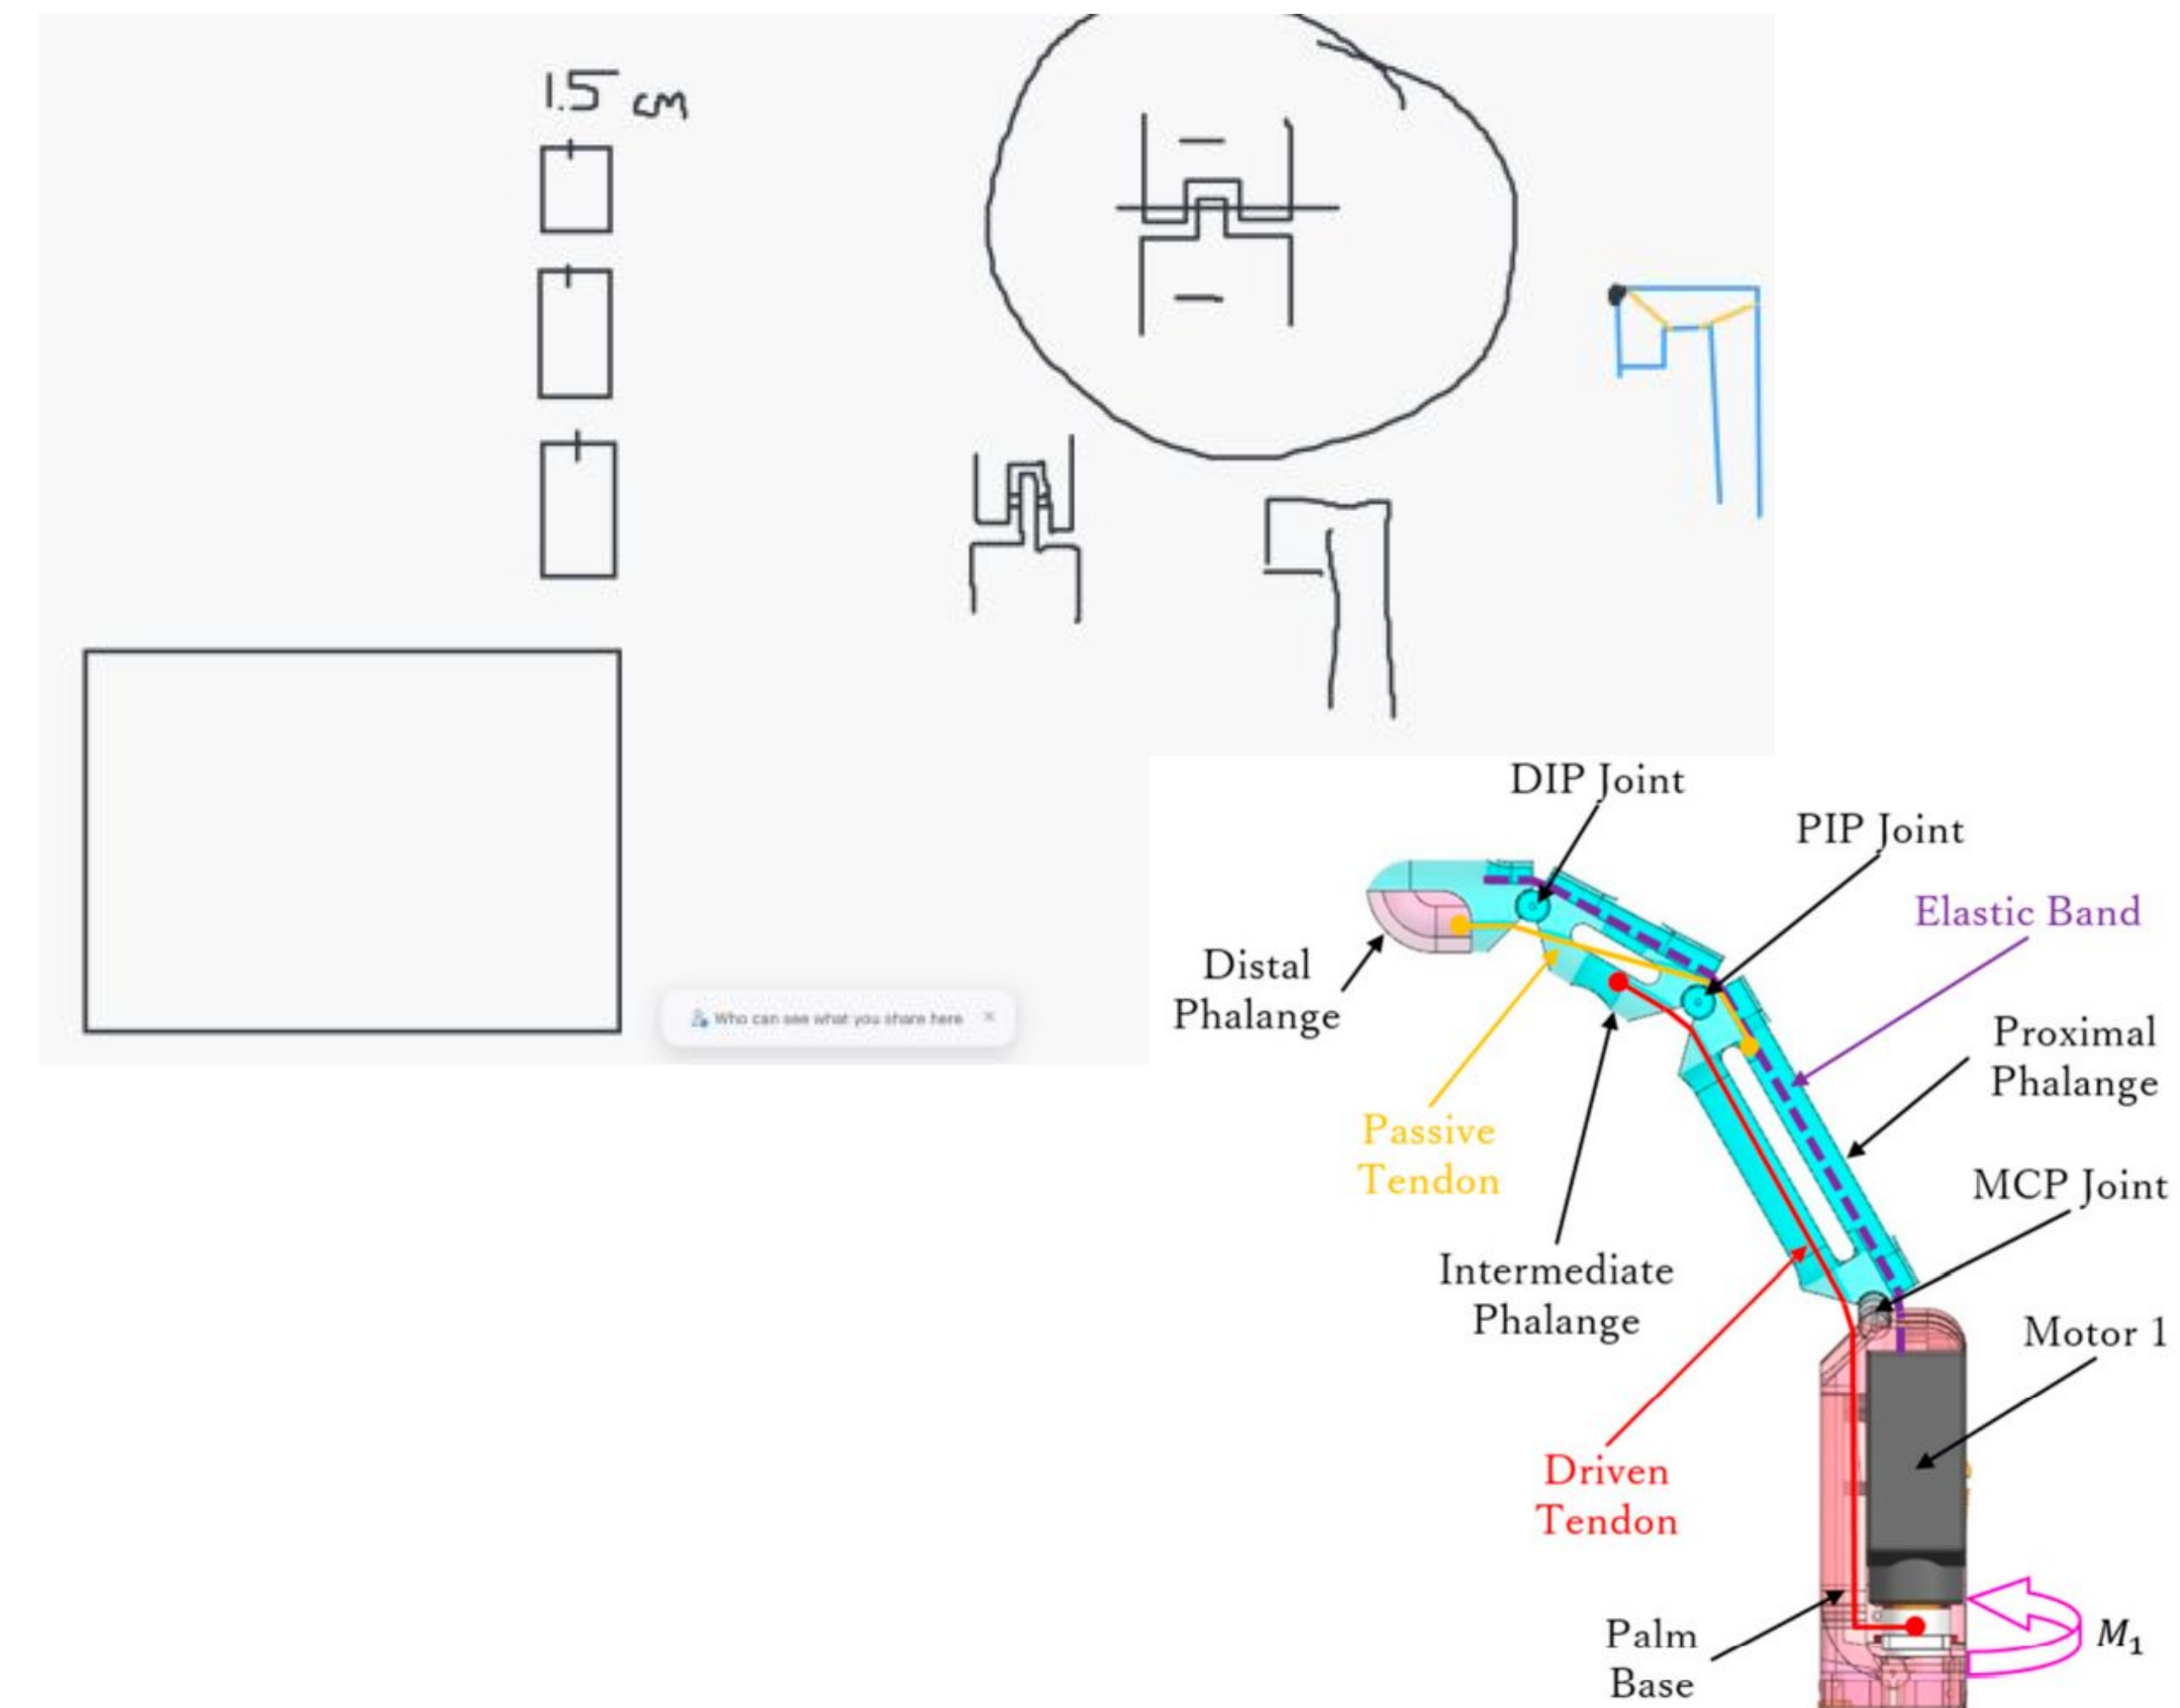 1.5 cm
Who can see what you share here
DIP Joint
PIP Joint
Elastic Band
Distal
Phalange
Proximal
Phalange
Passive
Tendon
MCP Joint
Intermediate
Phalange
Motor 1
Driven
Tendon
Palm
Base
M₁